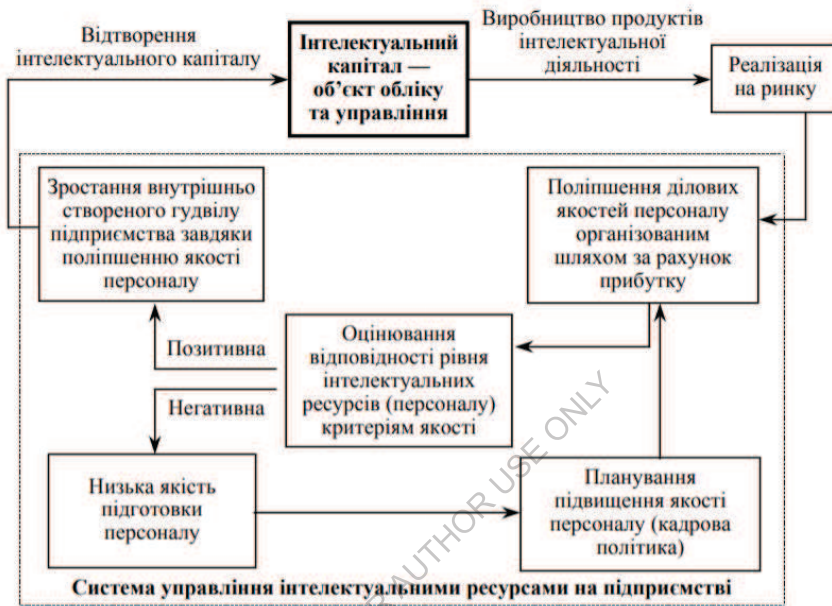 Відтворення
інтелектуального капіталу
Інтелектуальний
капітал —
об’єкт обліку
та управління
Виробництво продуктів
інтелектуальної
діяльності
Реалізація
на ринку
Зростання внутрішньо
створеного гудвілу
підприємства завдяки
поліпшенню якості
персоналу
Поліпшення ділових
якостей персоналу
організованим
шляхом за рахунок
прибутку
Оцінювання
відповідності рівня
інтелектуальних
ресурсів (персоналу)
критеріям якості
Позитивна
Негативна
Низька якість
підготовки
персоналу
Планування
підвищення якості
персоналу (кадрова
політика)
Система управління інтелектуальними ресурсами на підприємстві
R AUTHOR USE ONLY